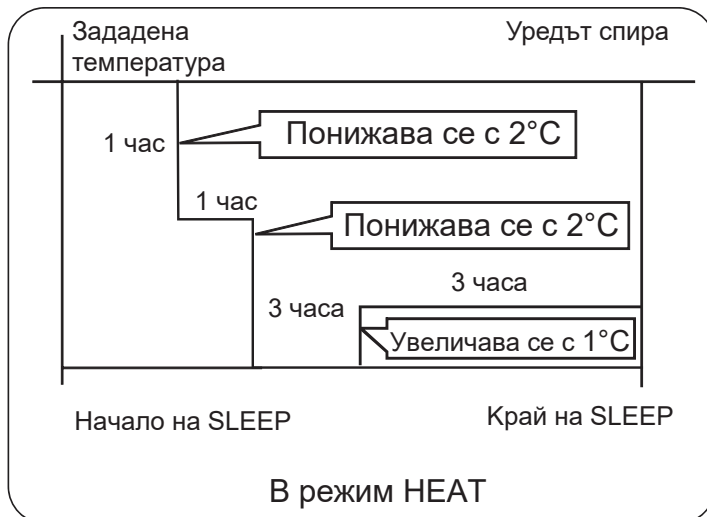 Зададена
температура
Уредът спира
1 час
Понижава се с 2°C
1 час
Понижава се с 2°C
3 часа
3 часа
Увеличава се с 1°C
Начало на SLEEP
Край на SLEEP
В режим HEAT